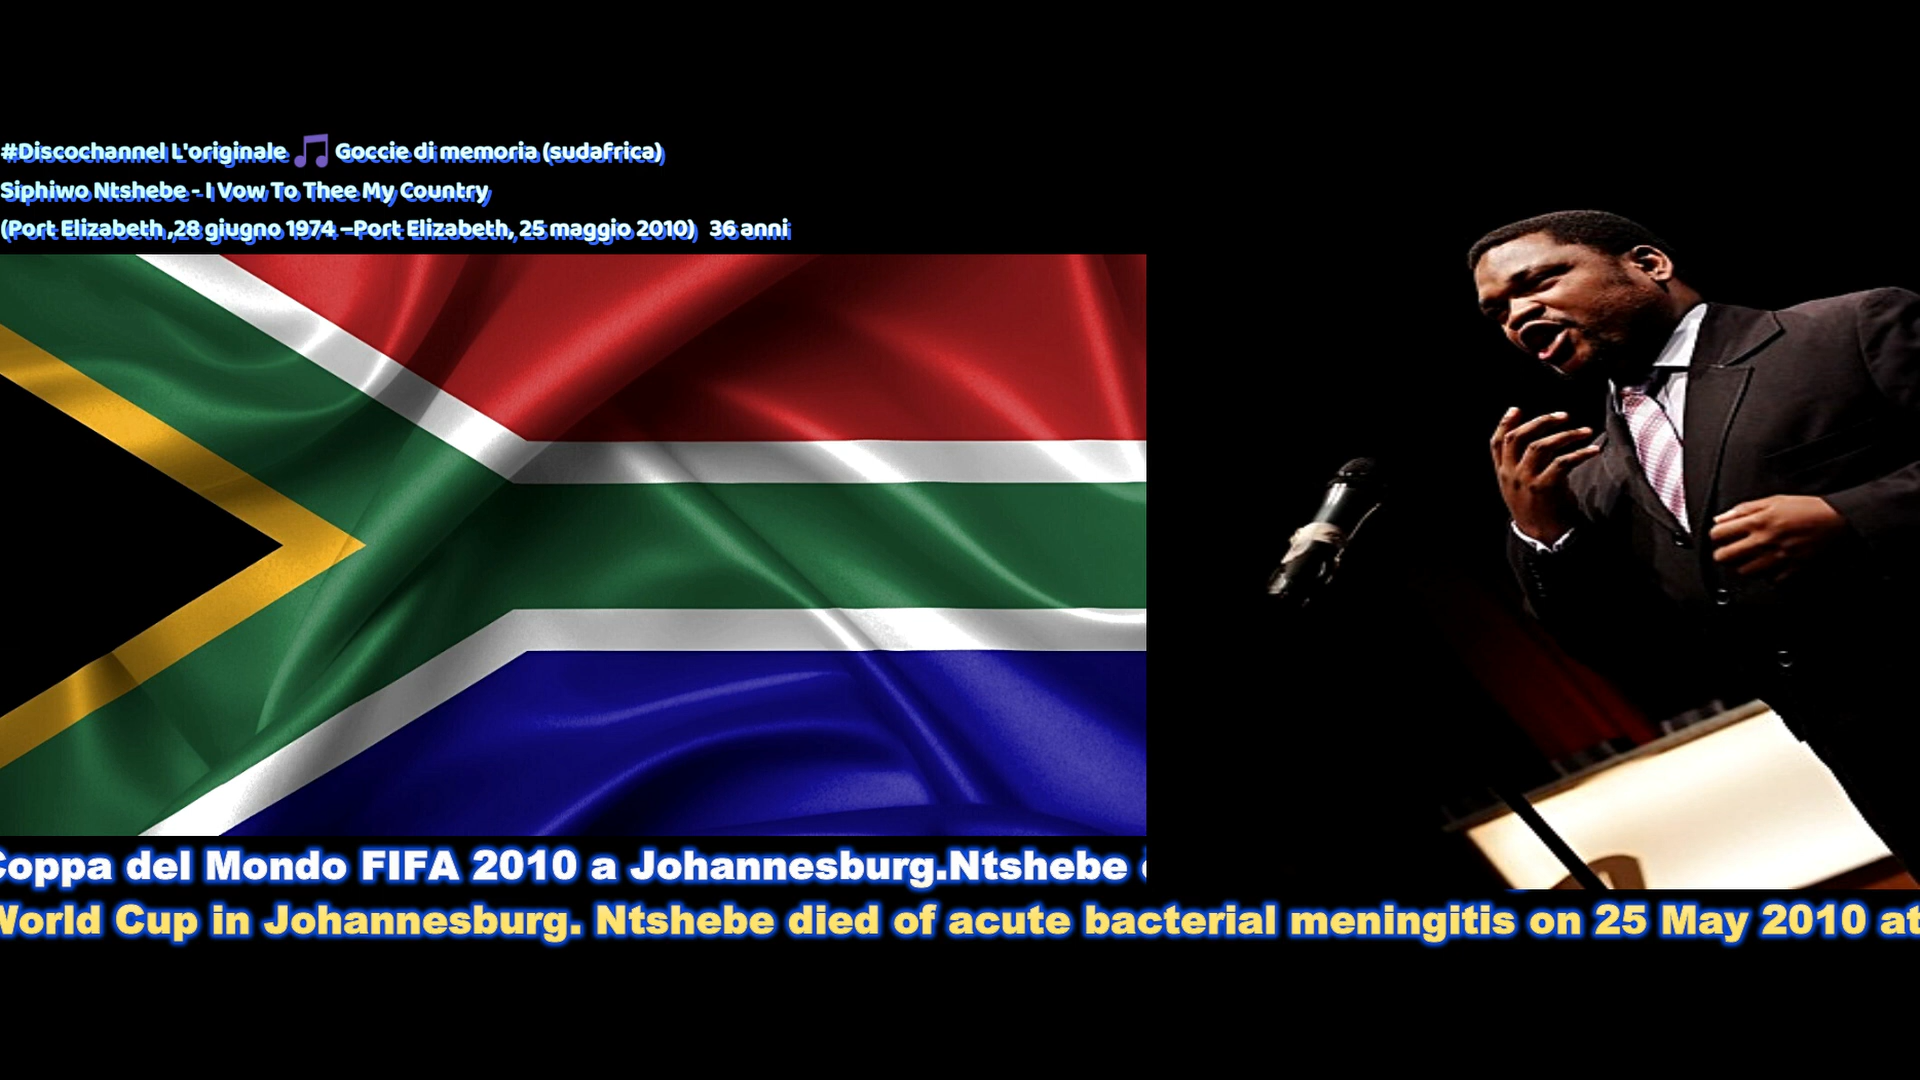 #Discochannel L'originale 🎵 Goccie di memoria (sudafrica)
Siphiwo Ntshebe - I Vow To Thee My Country
(Port Elizabeth ,28 giugno 1974 –Port Elizabeth, 25 maggio 2010) 36 anni
Coppa del Mondo FIFA 2010 a Johannesburg.Ntshebe
World Cup in Johannesburg. Ntshebe died of acute bacterial meningitis on 25 May 2010 at